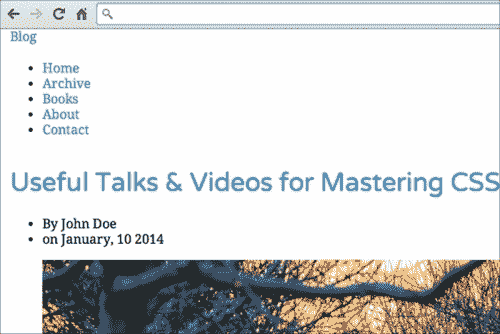 Blog
Home
Archive
Books
About
Contact
Useful Talks & Videos for Mastering CSS
By John Doe
on January, 10 2014